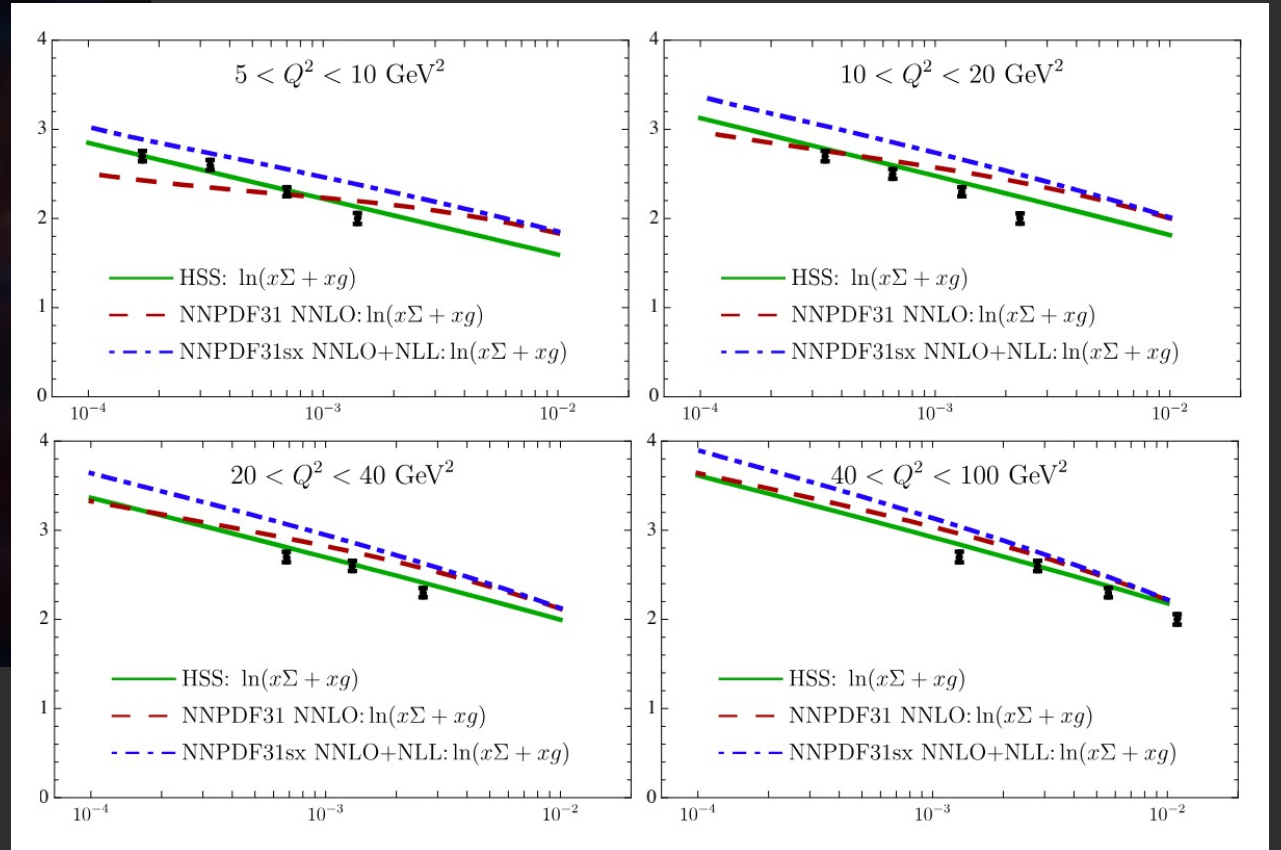 4
3
2
1
0
5 < Q² < 10 GeV²
HSS: ln(xΣ + xg)
NNPDF31 NNLO: ln(xΣ + xg)
NNPDF31sx NNLO+NLL: ln(xΣ + xg)
10⁻⁴ 10⁻³ 10⁻²
4
3
2
1
0
10 < Q² < 20 GeV²
HSS: ln(xΣ + xg)
NNPDF31 NNLO: ln(xΣ + xg)
NNPDF31sx NNLO+NLL: ln(xΣ + xg)
10⁻⁴ 10⁻³ 10⁻²
4
3
2
1
0
20 < Q² < 40 GeV²
HSS: ln(xΣ + xg)
NNPDF31 NNLO: ln(xΣ + xg)
NNPDF31sx NNLO+NLL: ln(xΣ + xg)
10⁻⁴ 10⁻³ 10⁻²
4
3
2
1
0
40 < Q² < 100 GeV²
HSS: ln(xΣ + xg)
NNPDF31 NNLO: ln(xΣ + xg)
NNPDF31sx NNLO+NLL: ln(xΣ + xg)
10⁻⁴ 10⁻³ 10⁻²